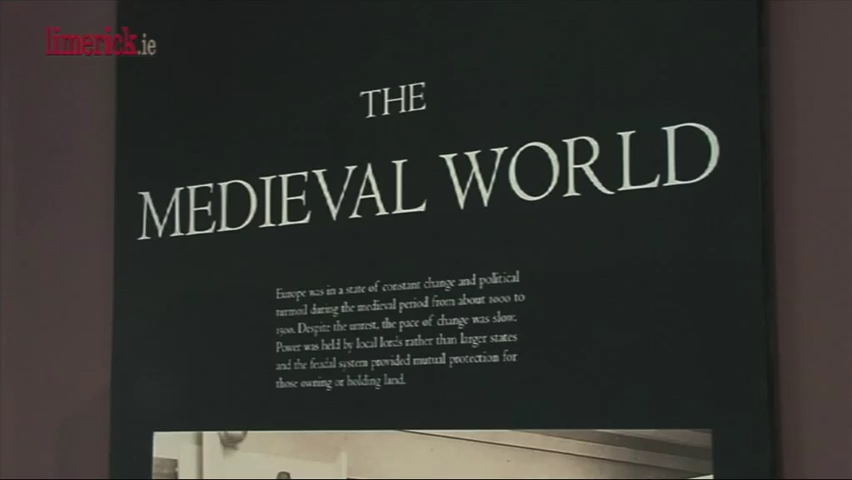 limerick.ie
THE
MEDIEVAL WORLD
Europe was in a state of constant change and political
turmoil during the medieval period from about 1000 to
1500. Despite the unrest, the pace of change was slow.
Power was held by local lords rather than larger states
and the feudal system provided mutual protection for
those owning or holding land.